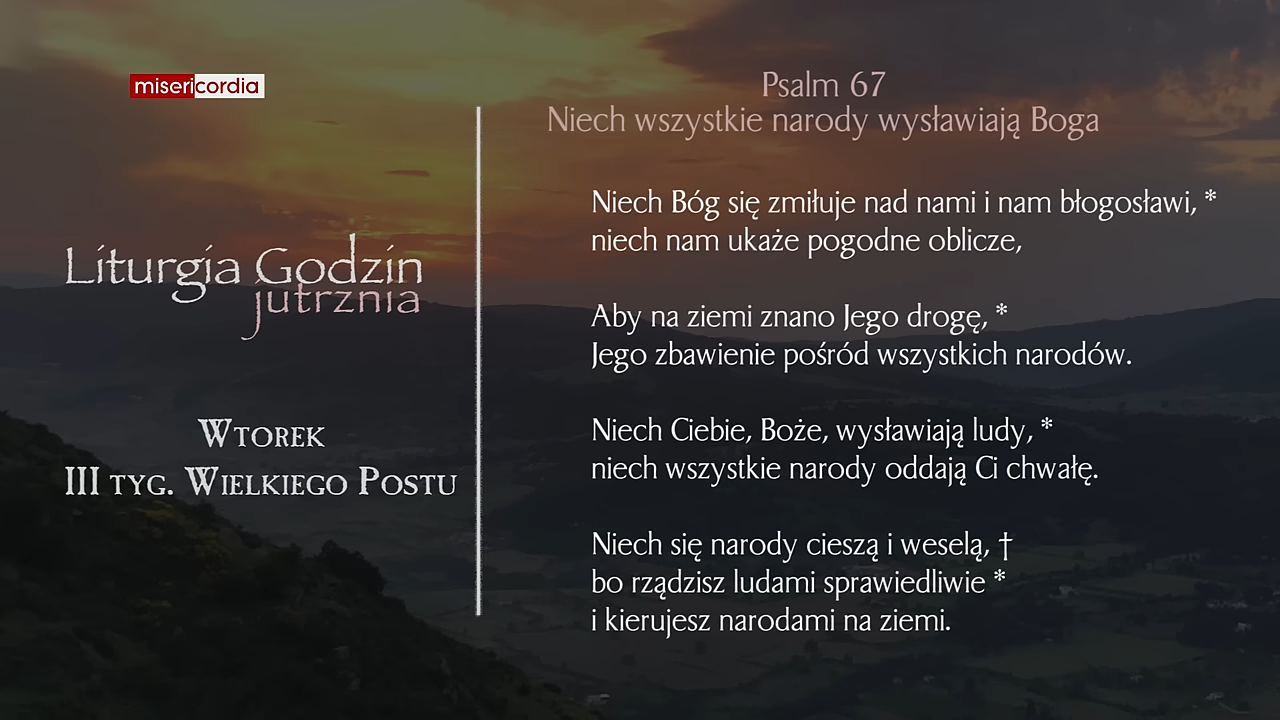 misericordia
Liturgia Godzin
jutrznia
Wtorek
III tyg. Wielkiego Postu
Psalm 67
Niech wszystkie narody wysławiają Boga
Niech Bóg się zmiłuje nad nami i nam błogosławi, *
niech nam ukaże pogodne oblicze,
Aby na ziemi znano Jego drogę, *
Jego zbawienie pośród wszystkich narodów.
Niech Ciebie, Boże, wysławiają ludy, *
niech wszystkie narody oddają Ci chwałę.
Niech się narody cieszą i weselą, †
bo rządzisz ludami sprawiedliwie *
i kierujesz narodami na ziemi.